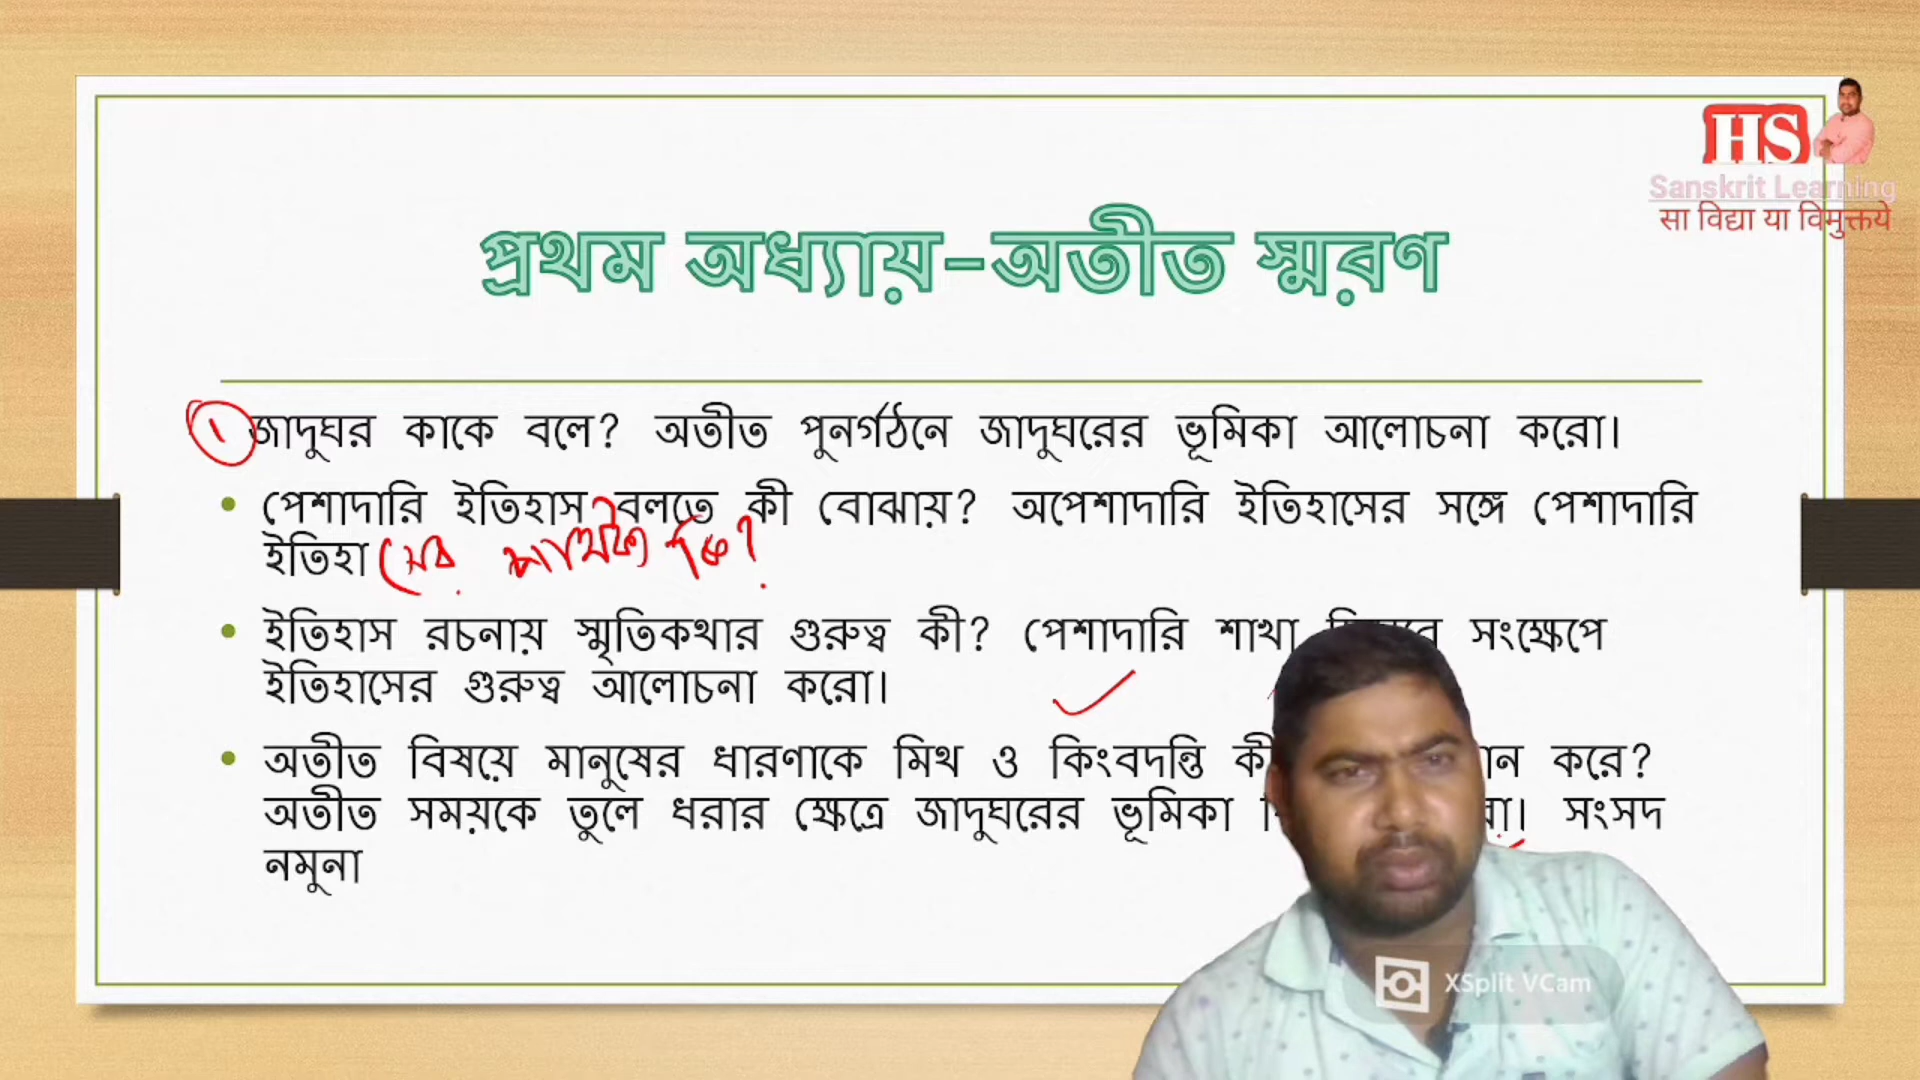 HS
Sanskrit Learning
सा विद्या या विमुक्तये
প্রথম অধ্যায়-অতীত স্মরণ
১ জাদুঘর কাকে বলে? অতীত পুনর্গঠনে জাদুঘরের ভূমিকা আলোচনা করো।
• পেশাদারি ইতিহাস বলতে কী বোঝায়? অপেশাদারি ইতিহাসের সঙ্গে পেশাদারি
ইতিহাসের পার্থক্য কি?
• ইতিহাস রচনায় স্মৃতিকথার গুরুত্ব কী? পেশাদারি শাখা সংক্ষেপে
ইতিহাসের গুরুত্ব আলোচনা করো।
• অতীত বিষয়ে মানুষের ধারণাকে মিথ ও কিংবদন্তি করে?
অতীত সময়কে তুলে ধরার ক্ষেত্রে জাদুঘরের ভূমিকা সংসদ
নমুনা
XSplit VCam